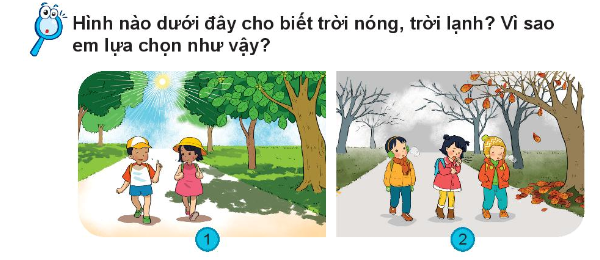 Hình nào dưới đây cho biết trời nóng, trời lạnh? Vì sao
em lựa chọn như vậy?
1
2